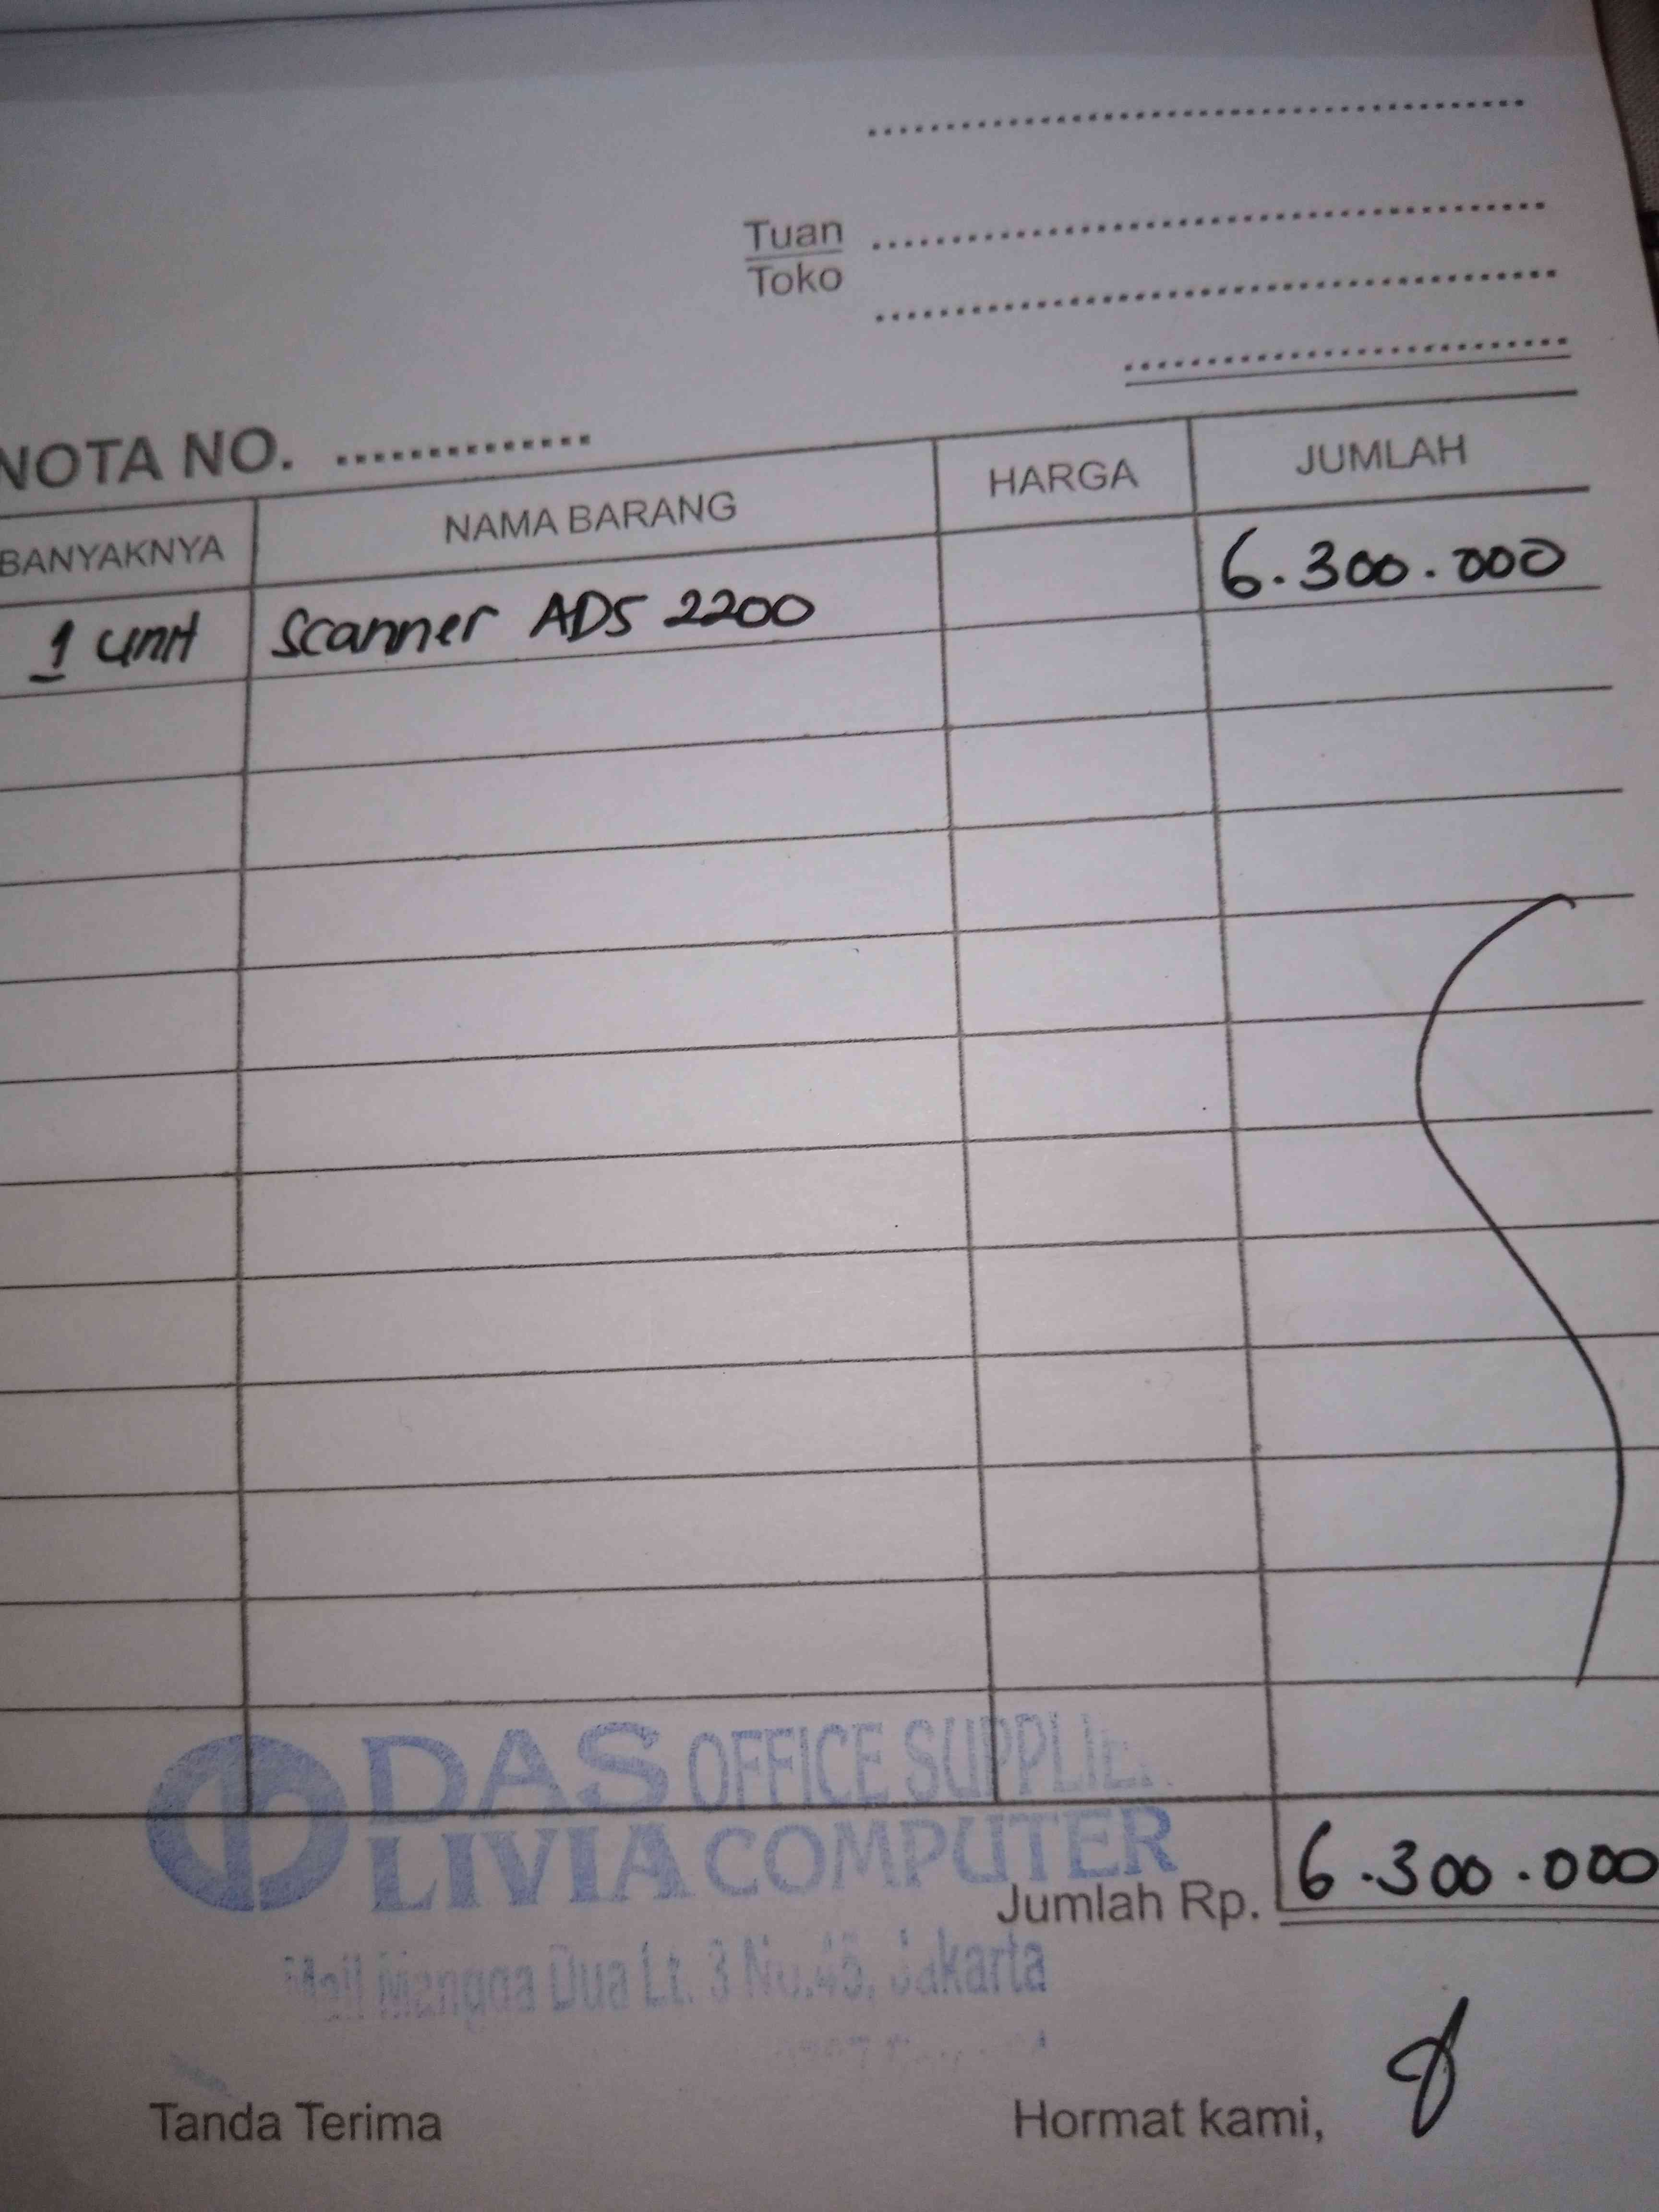 Tuan
Toko
NOTA NO.
BANYAKNYA NAMA BARANG HARGA JUMLAH
1 unit Scanner ADS 2200 6.300.000
DAS OFFICE SUPPLIE
LIVIA COMPUTER
Jumlah Rp. 6.300.000
Mall Mangga Dua Lt. 3 No.45, Jakarta
Tanda Terima Hormat kami,